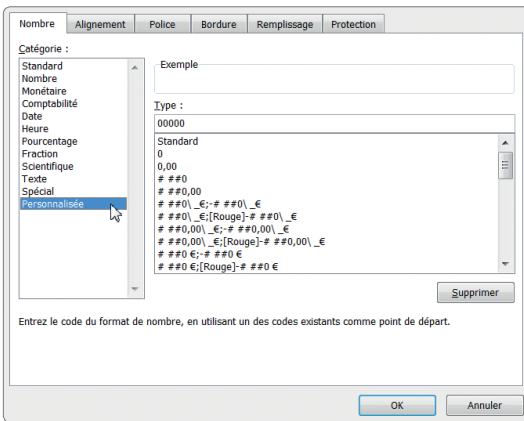 Nombre Alignement Police Bordure Remplissage Protection
Catégorie :
Standard
Nombre
Monétaire
Comptabilité
Date
Heure
Pourcentage
Fraction
Scientifique
Texte
Spécial
Personnalisée
Exemple
Type :
00000
Standard
0
0,00
# ##0
# ##0,00
# ##0\ _€;-# ##0\ _€
# ##0\ _€;[Rouge]-# ##0\ _€
# ##0,00\ _€;-# ##0,00\ _€
# ##0,00\ _€;[Rouge]-# ##0,00\ _€
# ##0 €;-# ##0 €
# ##0 €;[Rouge]-# ##0 €
Supprimer
Entrez le code du format de nombre, en utilisant un des codes existants comme point de départ.
OK Annuler